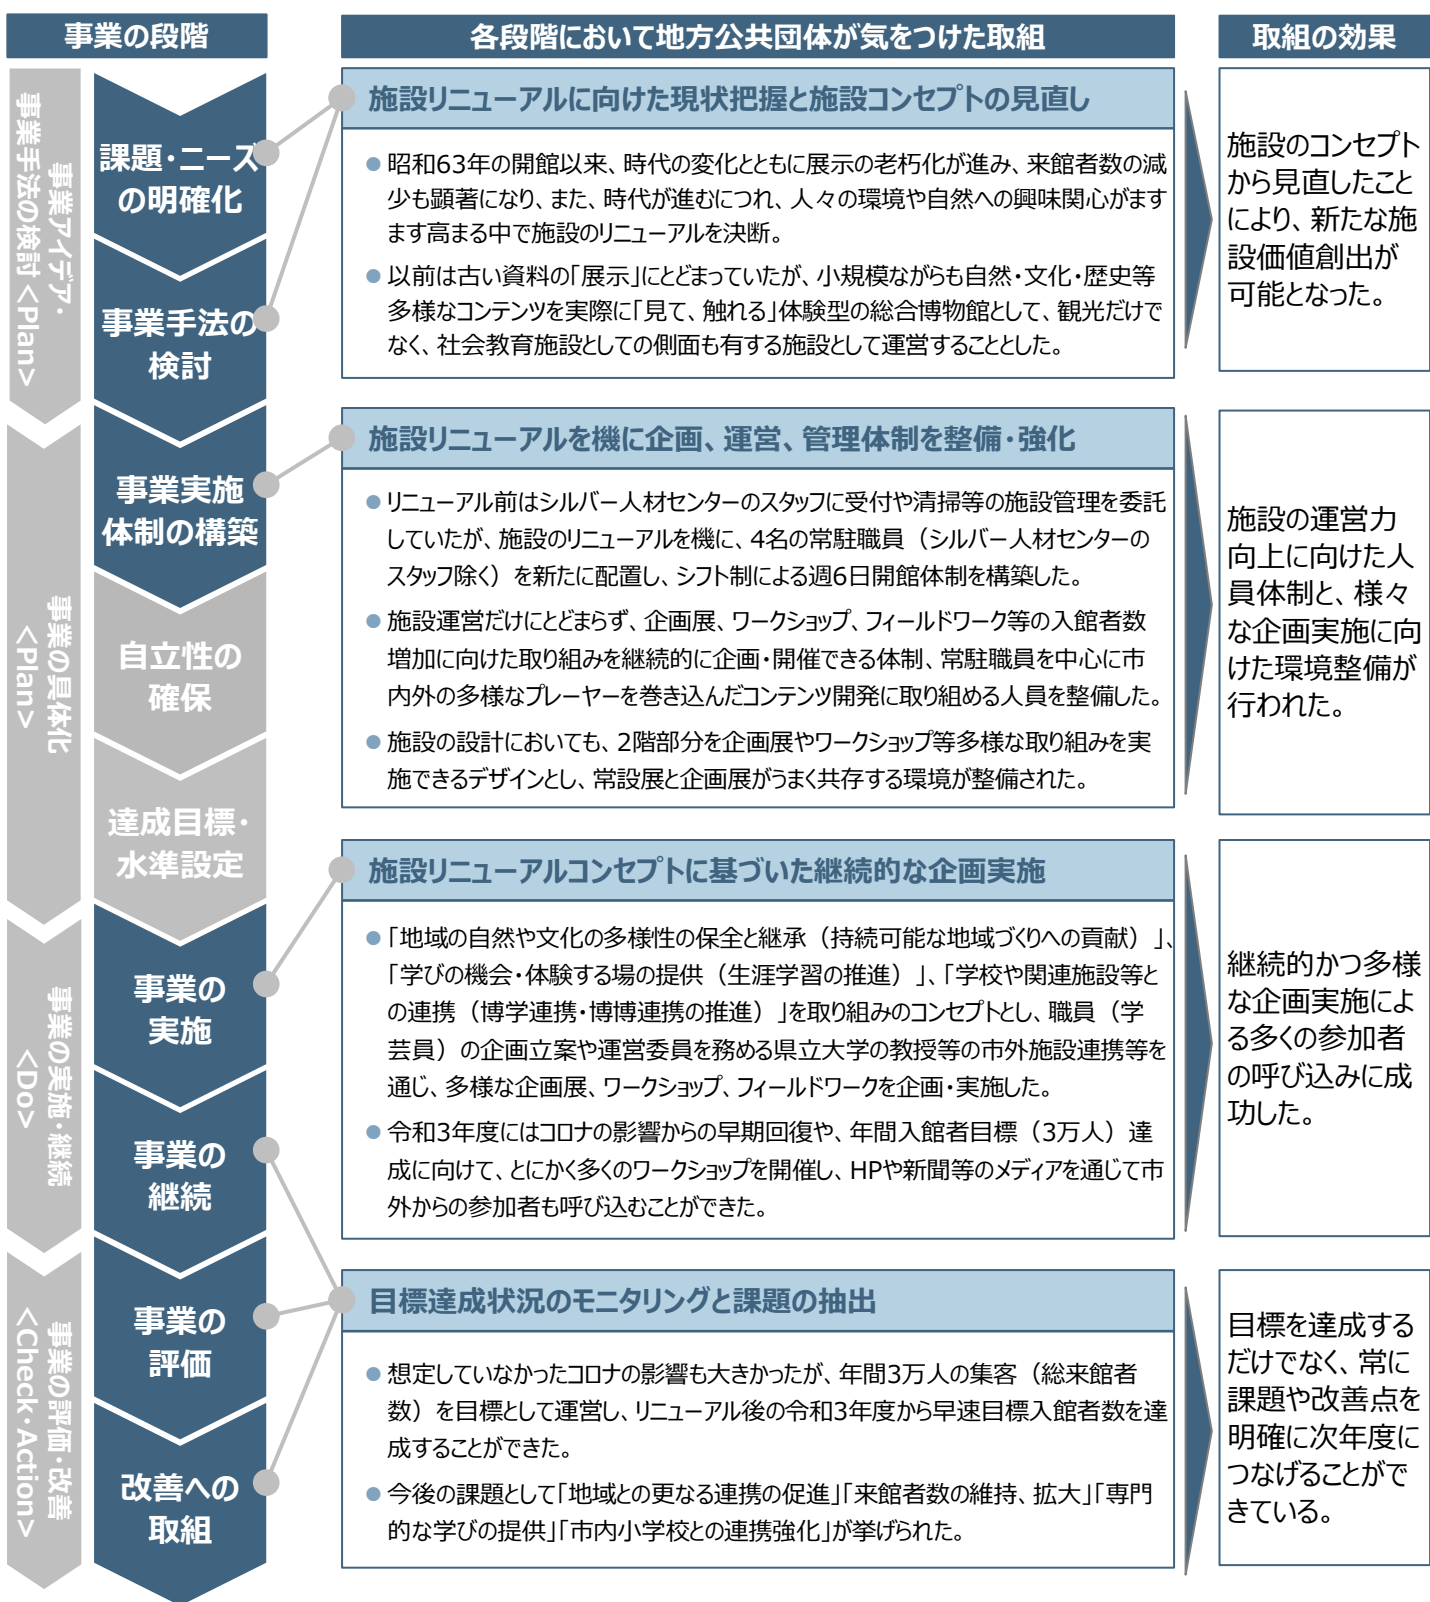 事業の段階
各段階において地方公共団体が気をつけた取組
取組の効果
事業アイデア・
事業手法の検討 <Plan>
課題・ニーズ
の明確化
事業手法の
検討
施設リニューアルに向けた現状把握と施設コンセプトの見直し
● 昭和63年の開館以来、時代の変化とともに展示の老朽化が進み、来館者数の減
少も顕著になり、また、時代が進むにつれ、人々の環境や自然への興味関心がます
ます高まる中で施設のリニューアルを決断。
● 以前は古い資料の「展示」にとどまっていたが、小規模ながらも自然・文化・歴史等
多様なコンテンツを実際に「見て、触れる」体験型の総合博物館として、観光だけで
なく、社会教育施設としての側面も有する施設として運営することとした。
施設のコンセプト
から見直したこと
により、新たな施
設価値創出が
可能となった。
事業の具体化
<Plan>
事業実施
体制の構築
自立性の
確保
達成目標・
水準設定
施設リニューアルを機に企画、運営、管理体制を整備・強化
● リニューアル前はシルバー人材センターのスタッフに受付や清掃等の施設管理を委託
していたが、施設のリニューアルを機に、4名の常駐職員（シルバー人材センターの
スタッフ除く）を新たに配置し、シフト制による週6日開館体制を構築した。
● 施設運営だけにとどまらず、企画展、ワークショップ、フィールドワーク等の入館者数
増加に向けた取り組みを継続的に企画・開催できる体制、常駐職員を中心に市
内外の多様なプレーヤーを巻き込んだコンテンツ開発に取り組める人員を整備した。
● 施設の設計においても、2階部分を企画展やワークショップ等多様な取り組みを実
施できるデザインとし、常設展と企画展がうまく共存する環境が整備された。
施設の運営力
向上に向けた人
員体制と、様々
な企画実施に向
けた環境整備が
行われた。
事業の実施・継続
<Do>
事業の
実施
事業の
継続
施設リニューアルコンセプトに基づいた継続的な企画実施
● 「地域の自然や文化の多様性の保全と継承（持続可能な地域づくりへの貢献）」、
「学びの機会・体験する場の提供（生涯学習の推進）」、「学校や関連施設等と
の連携（博学連携・博博連携の推進）」を取り組みのコンセプトとし、職員（学
芸員）の企画立案や運営委員を務める県立大学の教授等の市外施設連携等を
通じ、多様な企画展、ワークショップ、フィールドワークを企画・実施した。
● 令和3年度にはコロナの影響からの早期回復や、年間入館者目標（3万人）達
成に向けて、とにかく多くのワークショップを開催し、HPや新聞等のメディアを通じて市
外からの参加者も呼び込むことができた。
継続的かつ多様
な企画実施によ
る多くの参加者
の呼び込みに成
功した。
事業の評価・改善
<Check・Action>
事業の
評価
改善への
取組
目標達成状況のモニタリングと課題の抽出
● 想定していなかったコロナの影響も大きかったが、年間3万人の集客（総来館者
数）を目標として運営し、リニューアル後の令和3年度から早速目標入館者数を達
成することができた。
● 今後の課題として「地域との更なる連携の促進」「来館者数の維持、拡大」「専門
的な学びの提供」「市内小学校との連携強化」が挙げられた。
目標を達成する
だけでなく、常に
課題や改善点を
明確に次年度に
つなげることがで
きている。